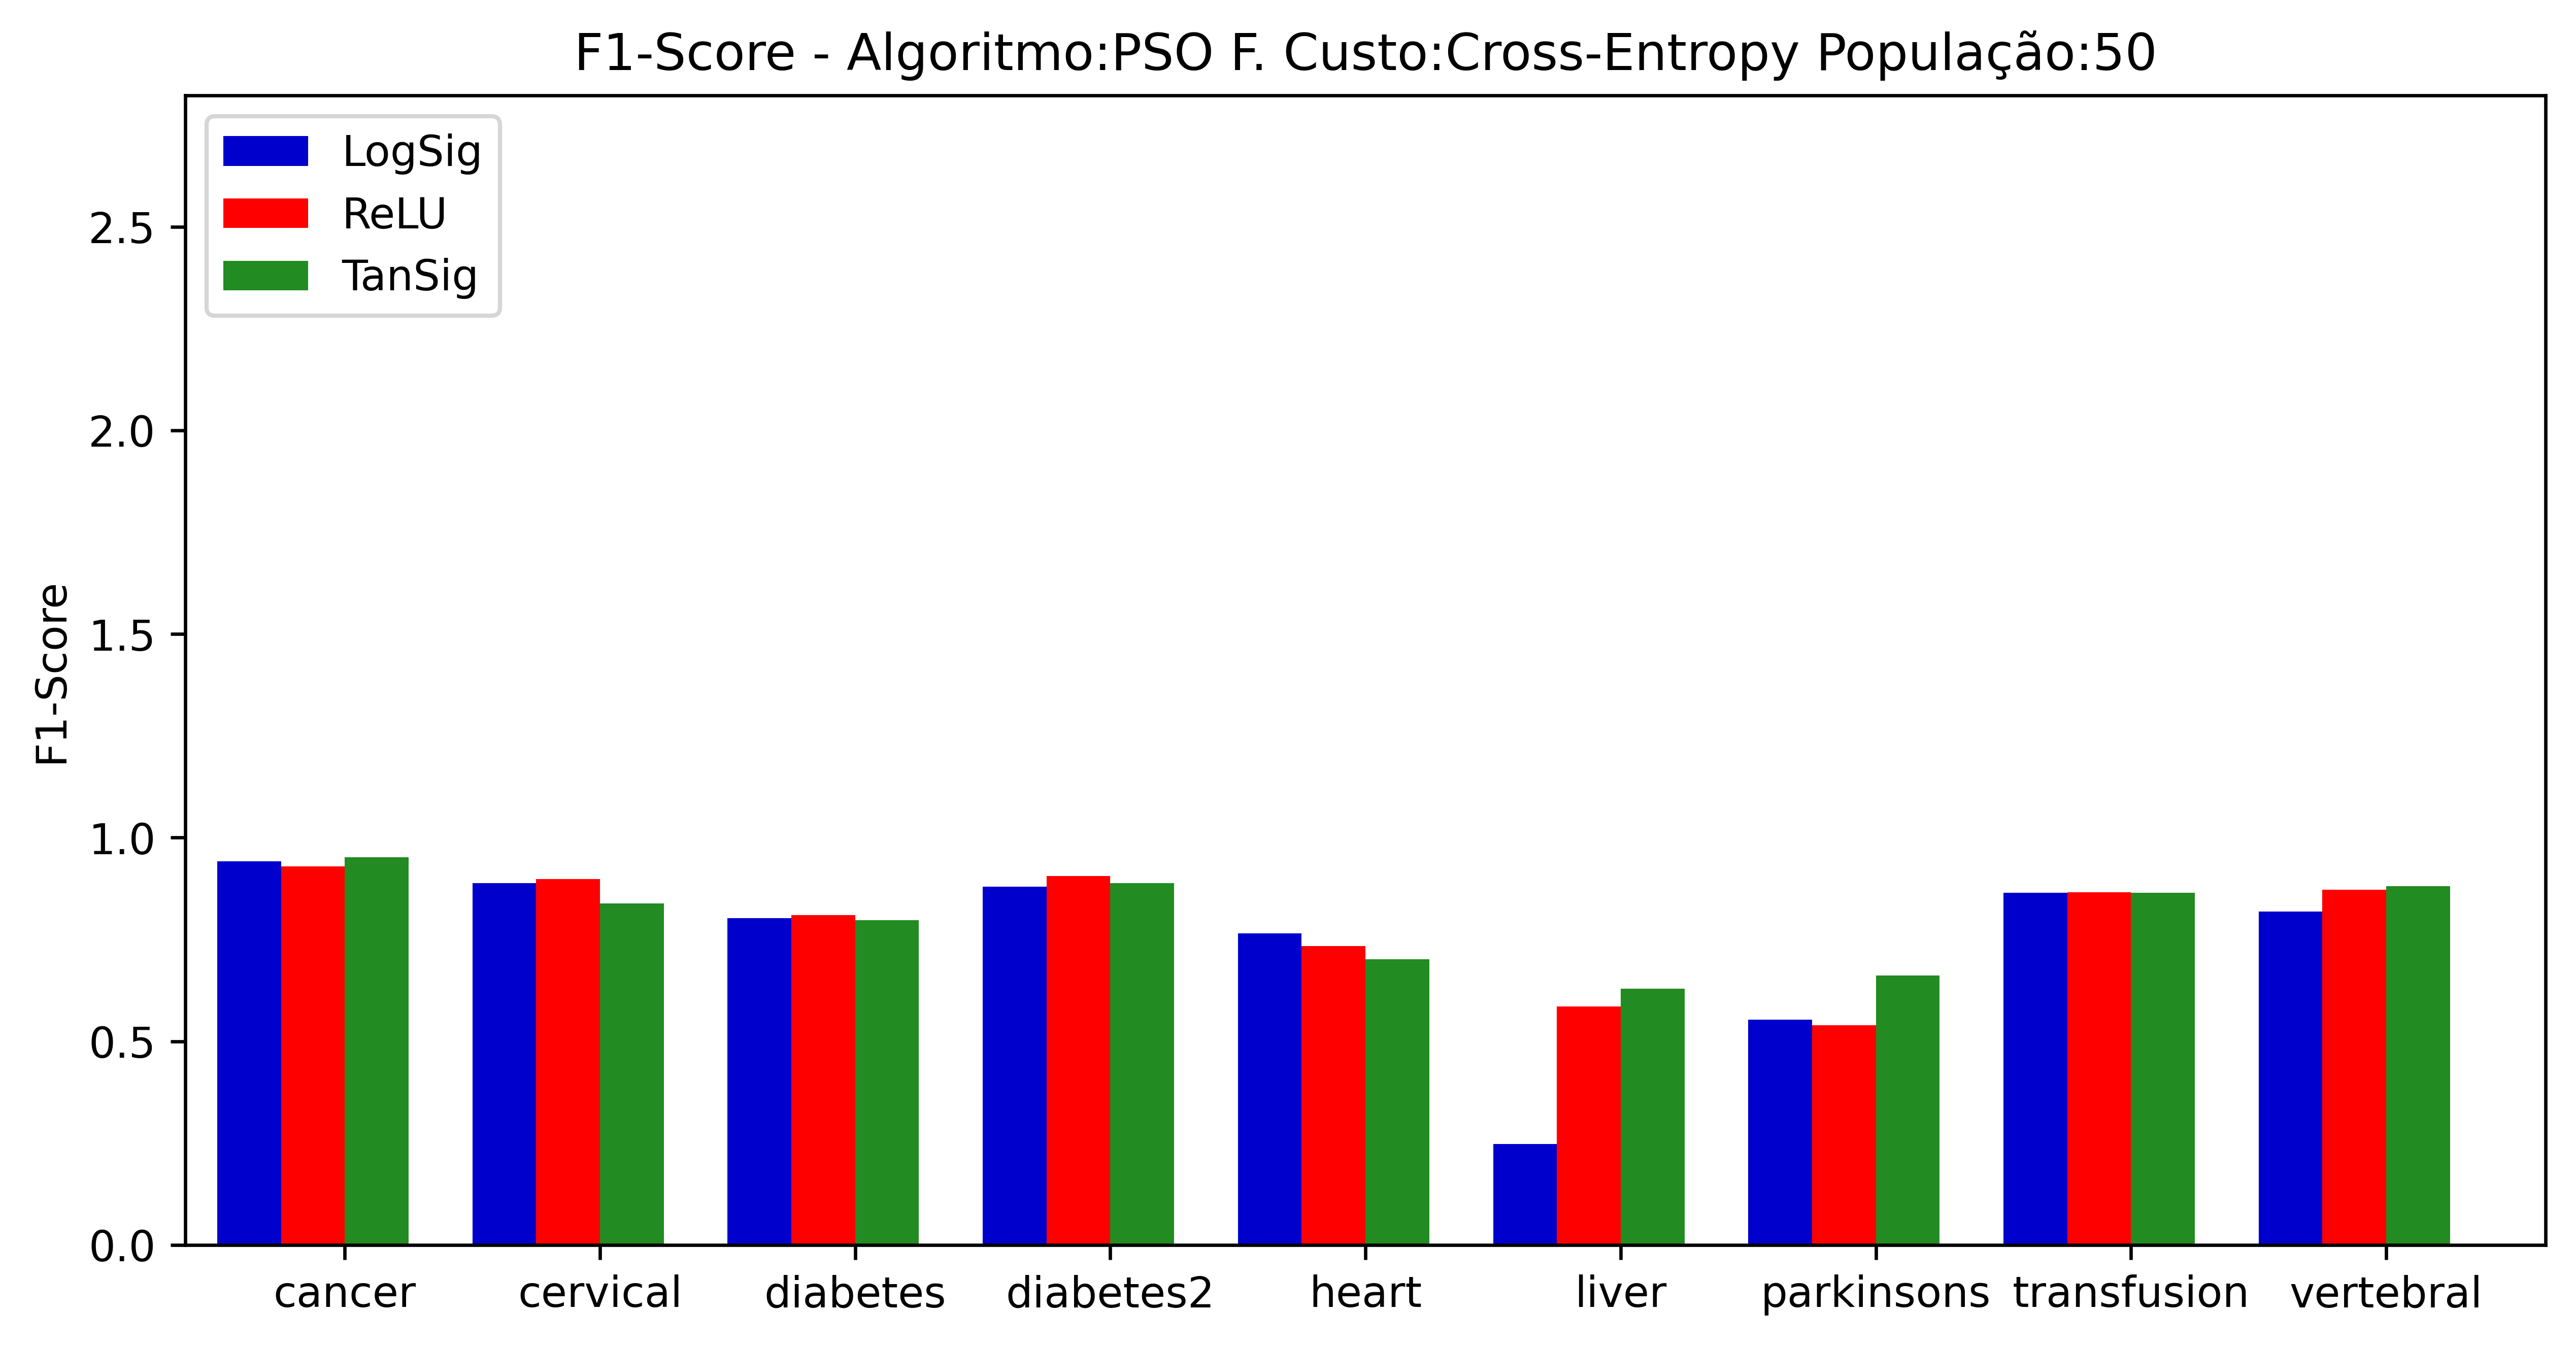 F1-Score - Algoritmo:PSO F. Custo:Cross-Entropy População:50
LogSig
ReLU
TanSig
F1-Score
2.5
2.0
1.5
1.0
0.5
0.0
cancer cervical diabetes diabetes2 heart liver parkinsons transfusion vertebral